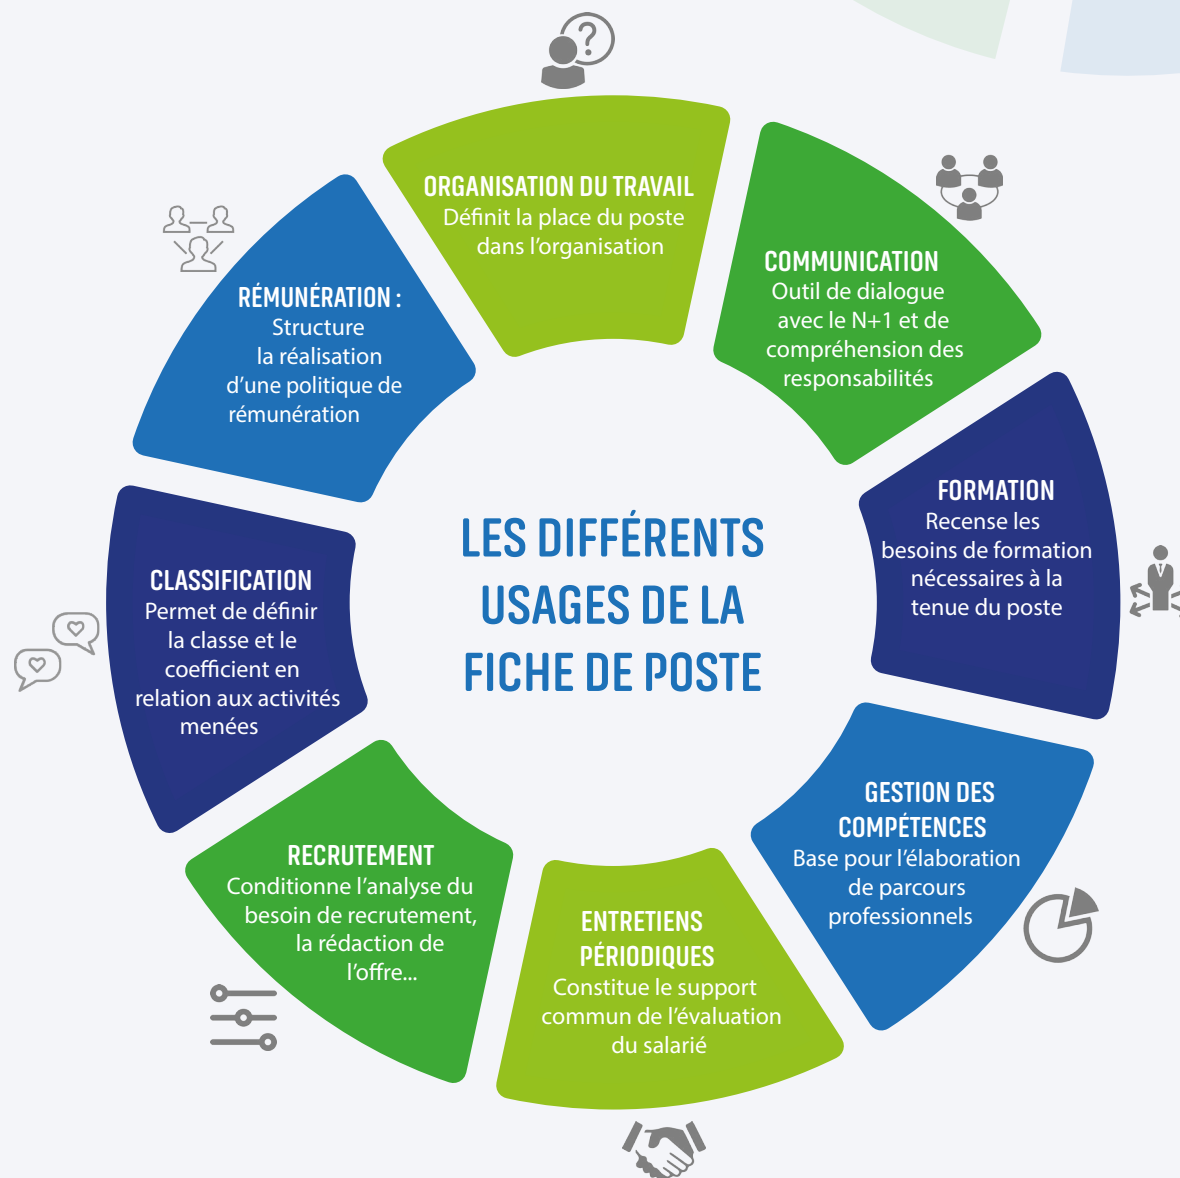 ORGANISATION DU TRAVAIL
Définit la place du poste
dans l'organisation
COMMUNICATION
Outil de dialogue
avec le N+1 et de
compréhension des
responsabilités
FORMATION
Recense les
besoins de formation
nécessaires à la
tenue du poste
GESTION DES
COMPÉTENCES
Base pour l'élaboration
de parcours
professionnels
ENTRETIENS
PÉRIODIQUES
Constitue le support
commun de l'évaluation
du salarié
RECRUTEMENT
Conditionne l'analyse du
besoin de recrutement,
la rédaction de
l'offre...
CLASSIFICATION
Permet de définir
la classe et le
coefficient en
relation aux activités
menées
RÉMUNÉRATION :
Structure
la réalisation
d'une politique de
rémunération
LES DIFFÉRENTS
USAGES DE LA
FICHE DE POSTE
?